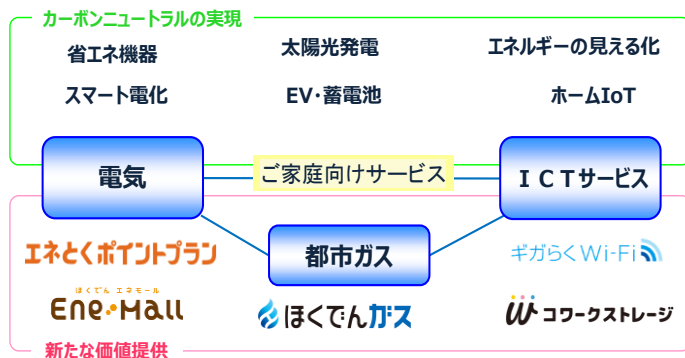 カーボンニュートラルの実現
省エネ機器
太陽光発電
エネルギーの見える化
スマート電化
EV・蓄電池
ホームIoT
電気
ご家庭向けサービス
ICTサービス
都市ガス
エネとくポイントプラン
ギガらくWi-Fi
ほくでん エネモール
Ene・Mall
ほくでんガス
コワークストレージ
新たな価値提供